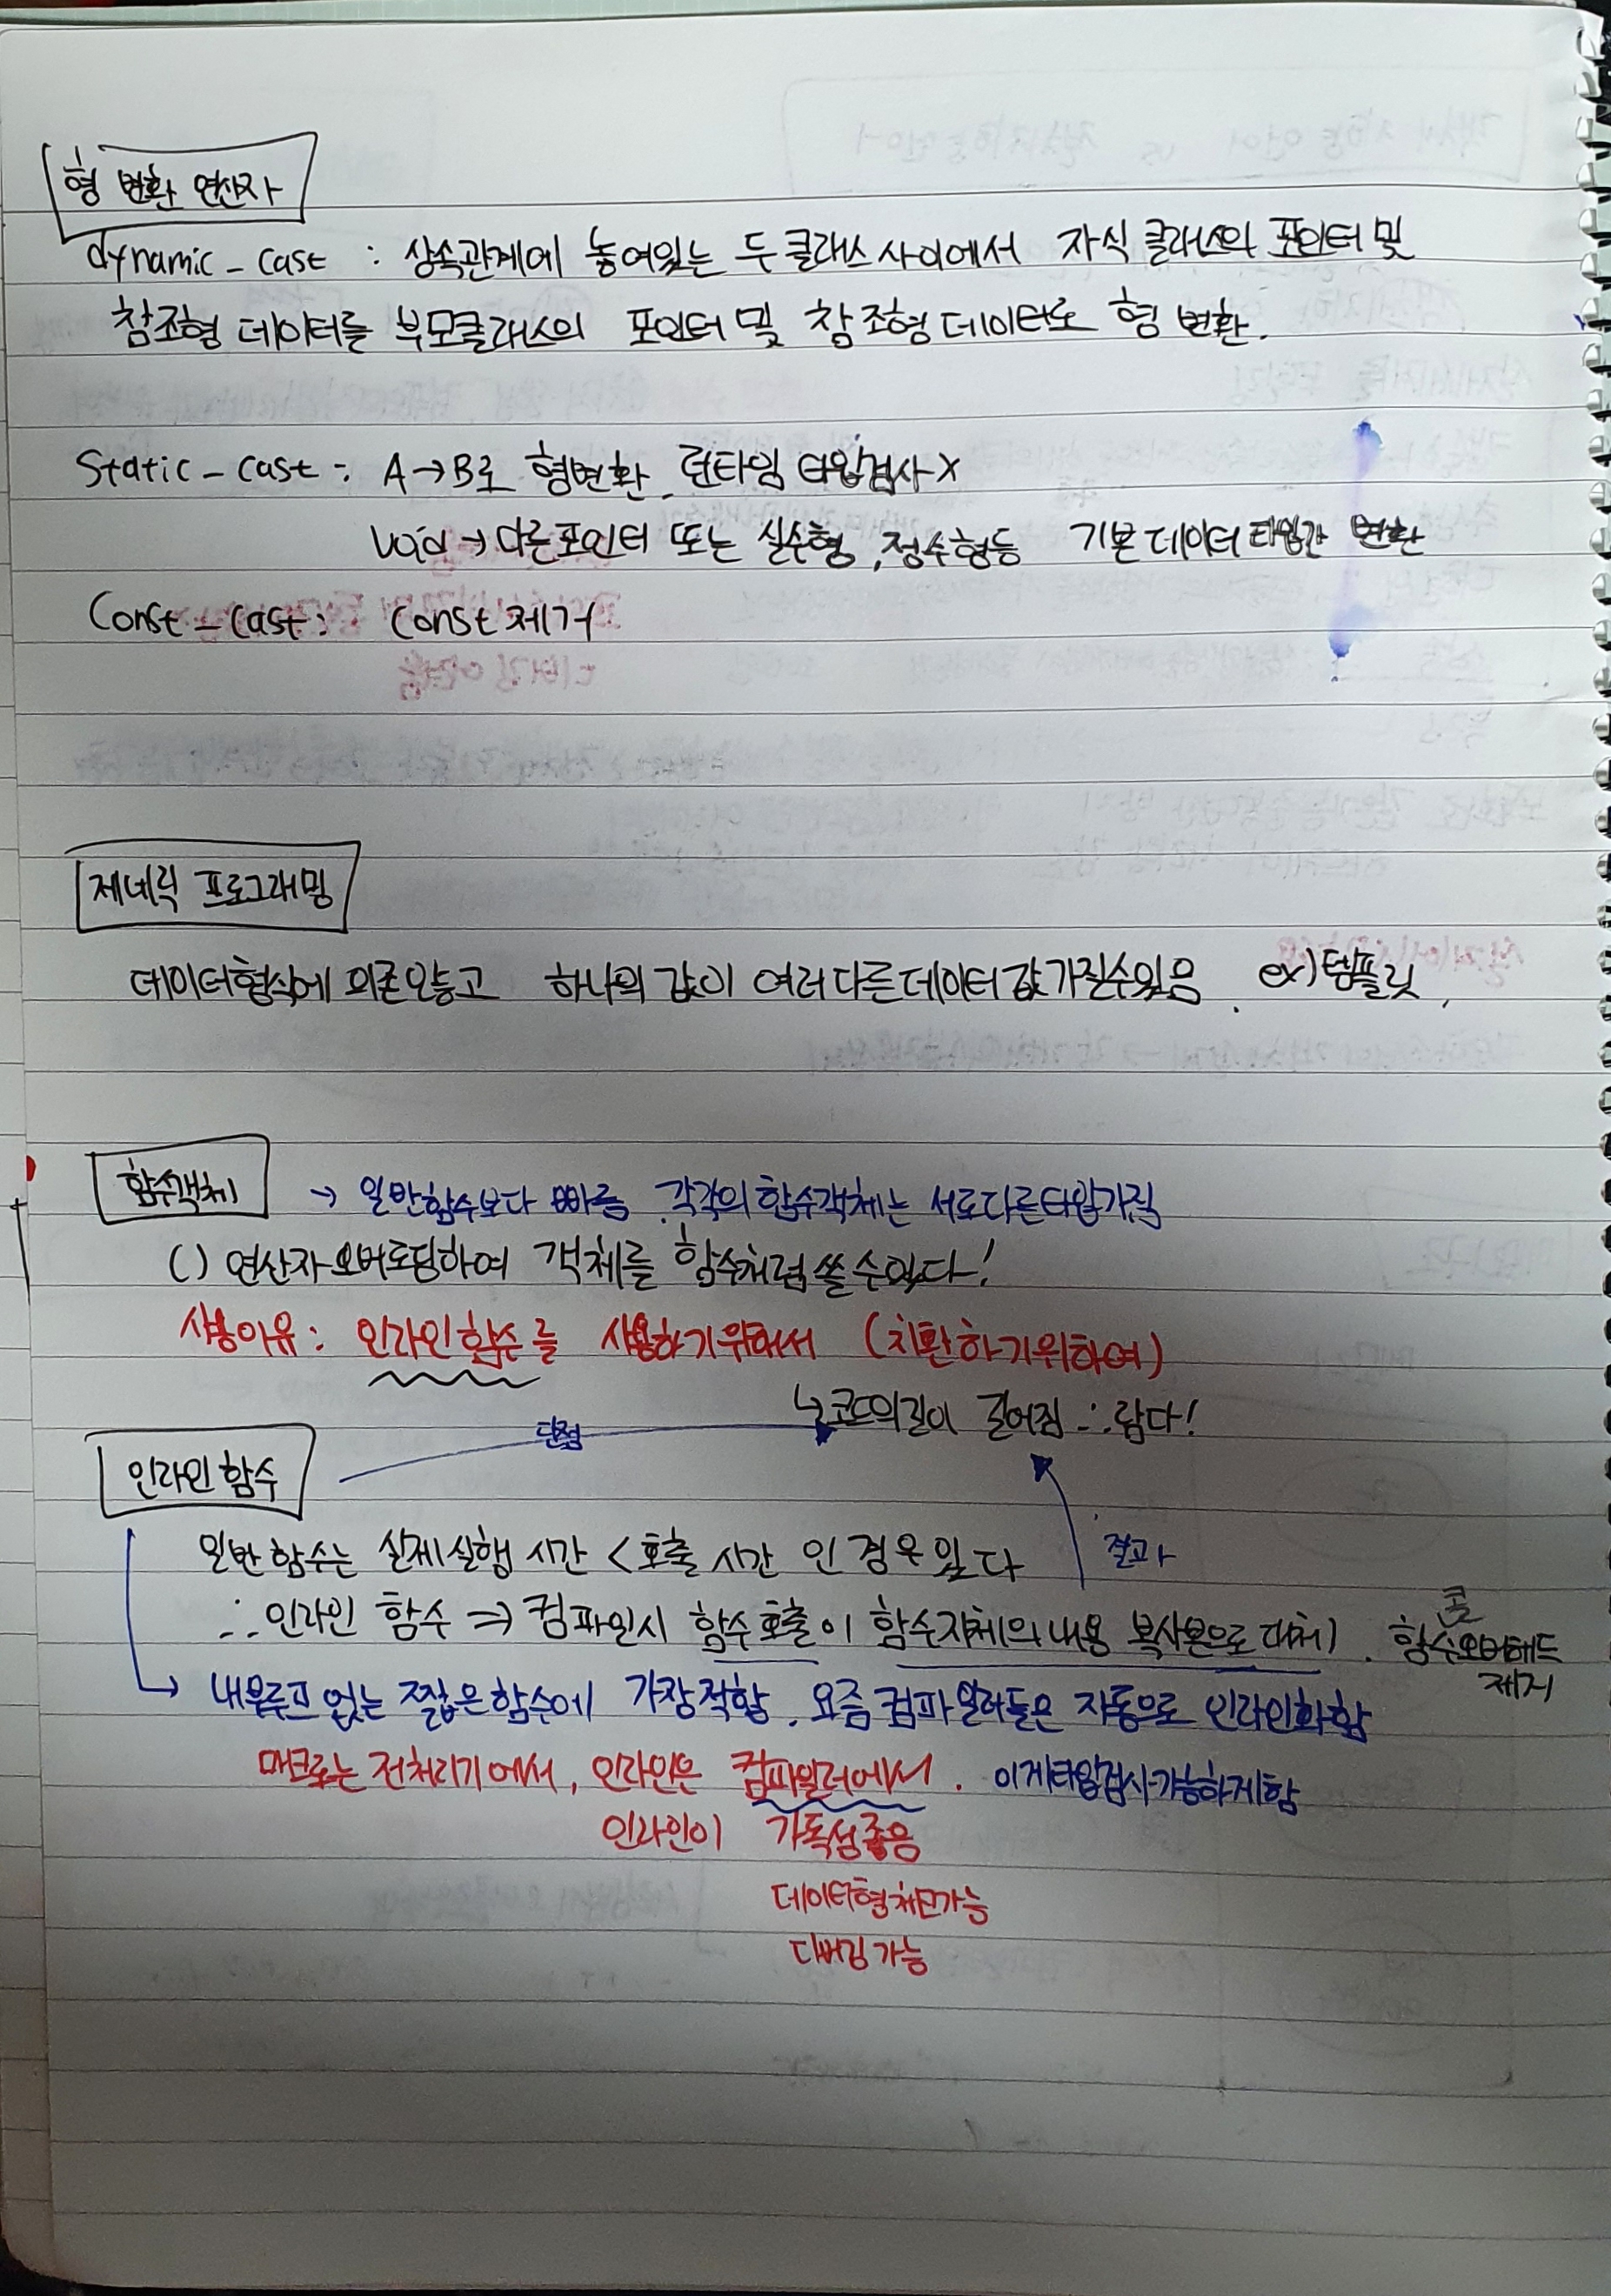 형 변환 연산자
dynamic_cast : 상속관계에 놓여있는 두 클래스 사이에서 자식 클래스의 포인터 및
참조형 데이터를 부모클래스의 포인터 및 참조형 데이터로 형 변환.
Static_cast : A→B로 형변환. 런타임 타입검사X
void→다른포인터 또는 실수형, 정수형등 기본데이터타입간 변환
Const_cast: Const 제거
제네릭 프로그래밍
데이터형식에 의존않고 하나의 값이 여러다른데이터값가질수있음. ex)템플릿.
함수객체 → 일반함수보다 빠름. 각각의 함수객체는 서로다른타입가짐
() 연산자오버로딩하여 객체를 함수처럼쓸수있다!
사용이유: 인라인함수를 사용하기위해서 (치환하기위하여)
↳코드의길이 길어짐 ∴람다!
단점
인라인 함수
일반 함수는 실제실행 시간 < 호출 시간 인 경우 있다 결과
∴인라인 함수 ⇒ 컴파일시 함수호출이 함수자체의내용 복사본으로대체). 함수콜오버헤드
제거
→ 내용루고 없는 짧은함수에 가장적합. 요즘컴파일러들은 자동으로 인라인화함
매크로는 전처리기에서, 인라인은 컴파일러에서. 이게타입검사가능하게함
인라인이 가독성좋음
데이터형체크가능
디버깅가능